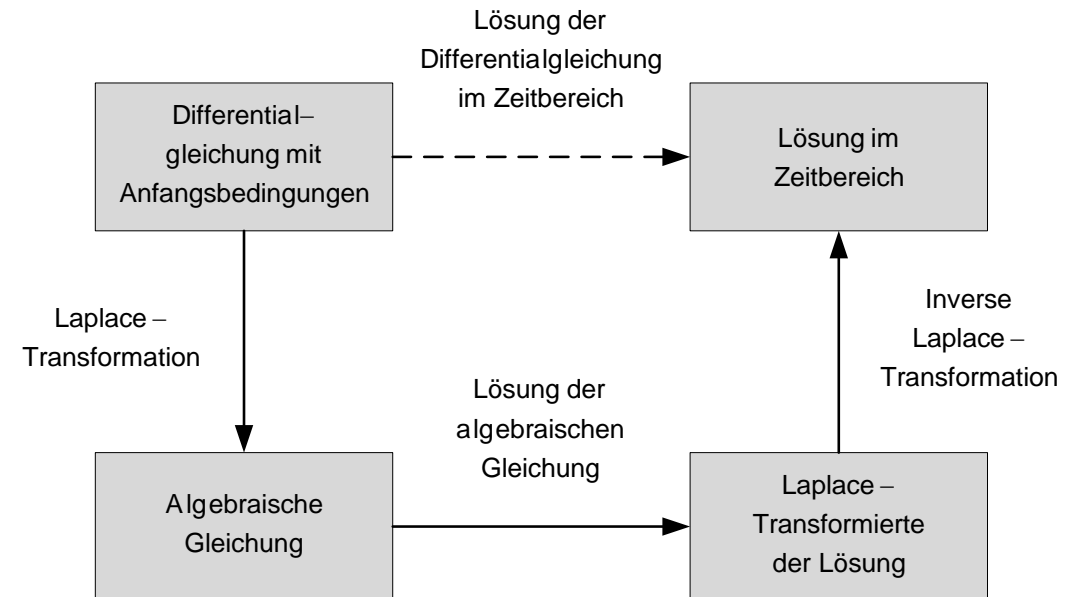 Lösung der
Differentialgleichung
im Zeitbereich
Differential–
gleichung mit
Anfangsbedingungen
Lösung im
Zeitbereich
Laplace –
Transformation
Inverse
Laplace –
Transformation
Lösung der
algebraischen
Gleichung
Algebraische
Gleichung
Laplace –
Transformierte
der Lösung